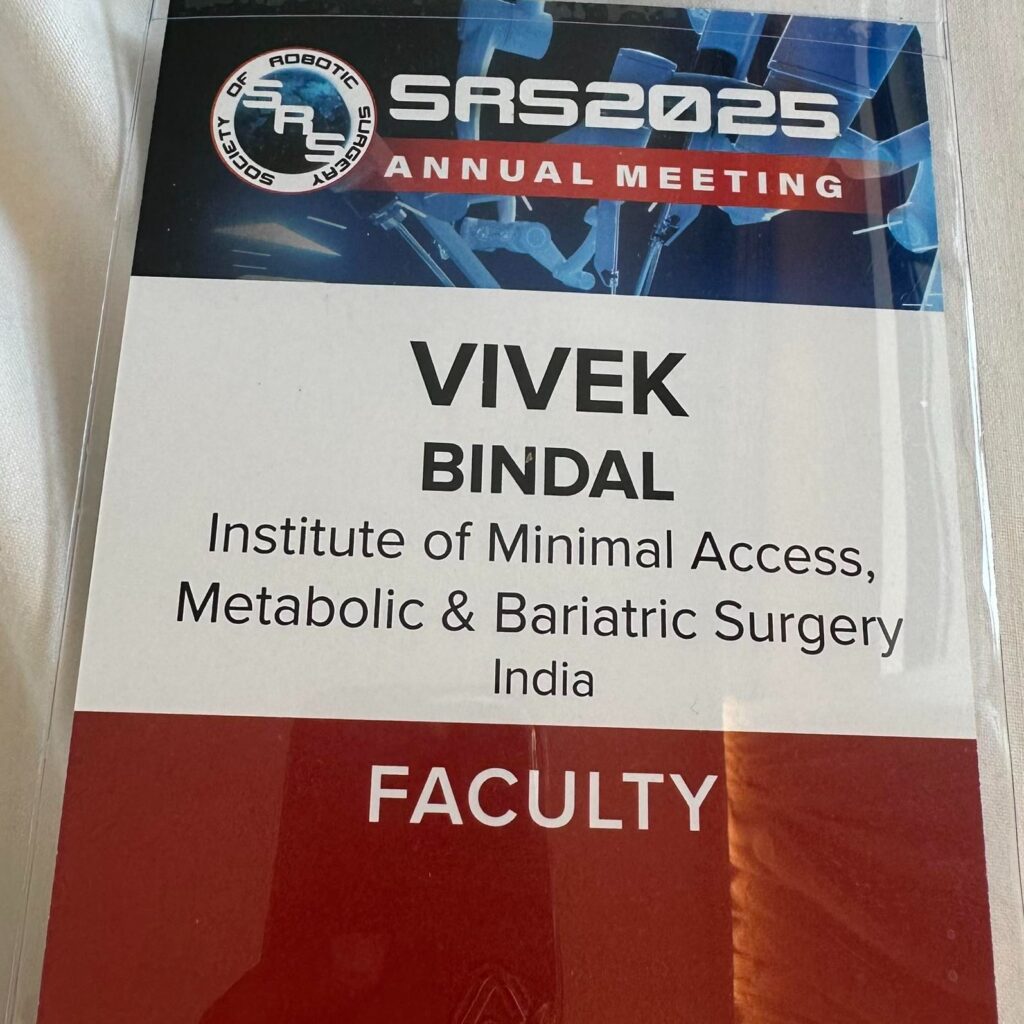 SOCIETY OF ROBOTIC SURGERY
SRS
SRS2025
ANNUAL MEETING
VIVEK
BINDAL
Institute of Minimal Access,
Metabolic & Bariatric Surgery
India
FACULTY